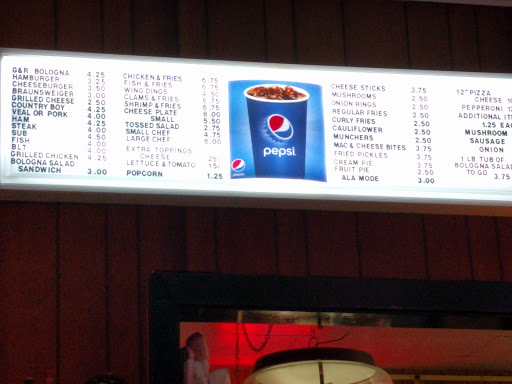 G&R BOLOGNA 4.25
HAMBURGER 3.25
CHEESEBURGER 3.50
BRAUNSWEIGER 3.00
GRILLED CHEESE 2.50
COUNTRY BOY 4.25
VEAL OR PORK 4.00
HAM 4.25
STEAK 4.00
SUB 4.50
FISH 4.00
BLT 4.00
GRILLED CHICKEN 4.25
BOLOGNA SALAD
SANDWICH 3.00
CHICKEN & FRIES 6.75
FISH & FRIES 6.75
WING DINGS 4.50
CLAMS & FRIES 6.75
SHRIMP & FRIES 6.75
CHEESE PLATE 8.00
SMALL 5.50
TOSSED SALAD 2.75
SMALL CHEF 4.75
LARGE CHEF 6.00
EXTRA TOPPINGS
CHEESE 25
LETTUCE & TOMATO 15
POPCORN 1.25
pepsi
pepsi
CHEESE STICKS 3.75
MUSHROOMS 2.50
ONION RINGS 2.50
REGULAR FRIES 2.50
CURLY FRIES 2.50
CAULIFLOWER 2.50
MUNCHERS 2.50
MAC & CHEESE BITES 3.75
FRIED PICKLES 3.75
CREAM PIE 3.75
FRUIT PIE 2.50
ALA MODE 3.00
12" PIZZA
CHEESE
PEPPERONI
ADDITIONAL
1.25
MUSHROOM
SAUSAGE
ONION
1 LB TUB OF
BOLOGNA SALAD
TO GO 3.75